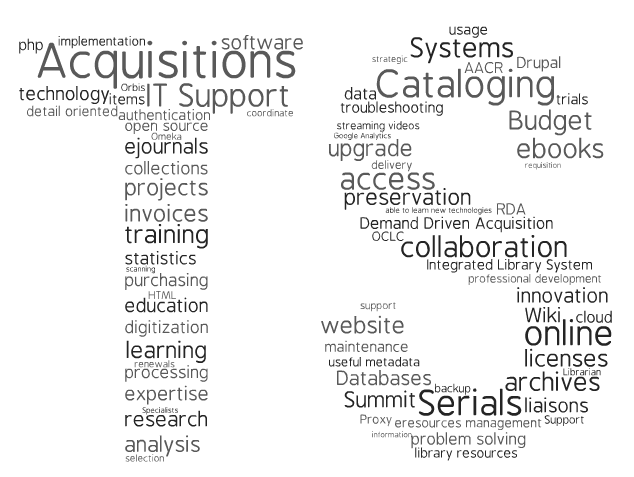 php
implementation
Acquisitions
software
technology
Orbis
items
IT Support
detail oriented
authentication
coordinate
open source
Omeka
ejournals
collections
projects
invoices
training
statistics
scanning
purchasing
HTML
education
digitization
learning
renewals
processing
expertise
Specialists
research
analysis
selection
usage
Systems
strategic
AACR
Drupal
Cataloging
data
trials
troubleshooting
Budget
streaming videos
Google Analytics
upgrade
ebooks
delivery
requisition
access
preservation
able to learn new technologies
RDA
Demand Driven Acquisition
OCLC
collaboration
Integrated Library System
professional development
innovation
support
Wiki
cloud
website
online
maintenance
useful metadata
licenses
Librarian
Databases
backup
archives
Summit
Serials
liaisons
Proxy
eresources management
Support
information
problem solving
library resources